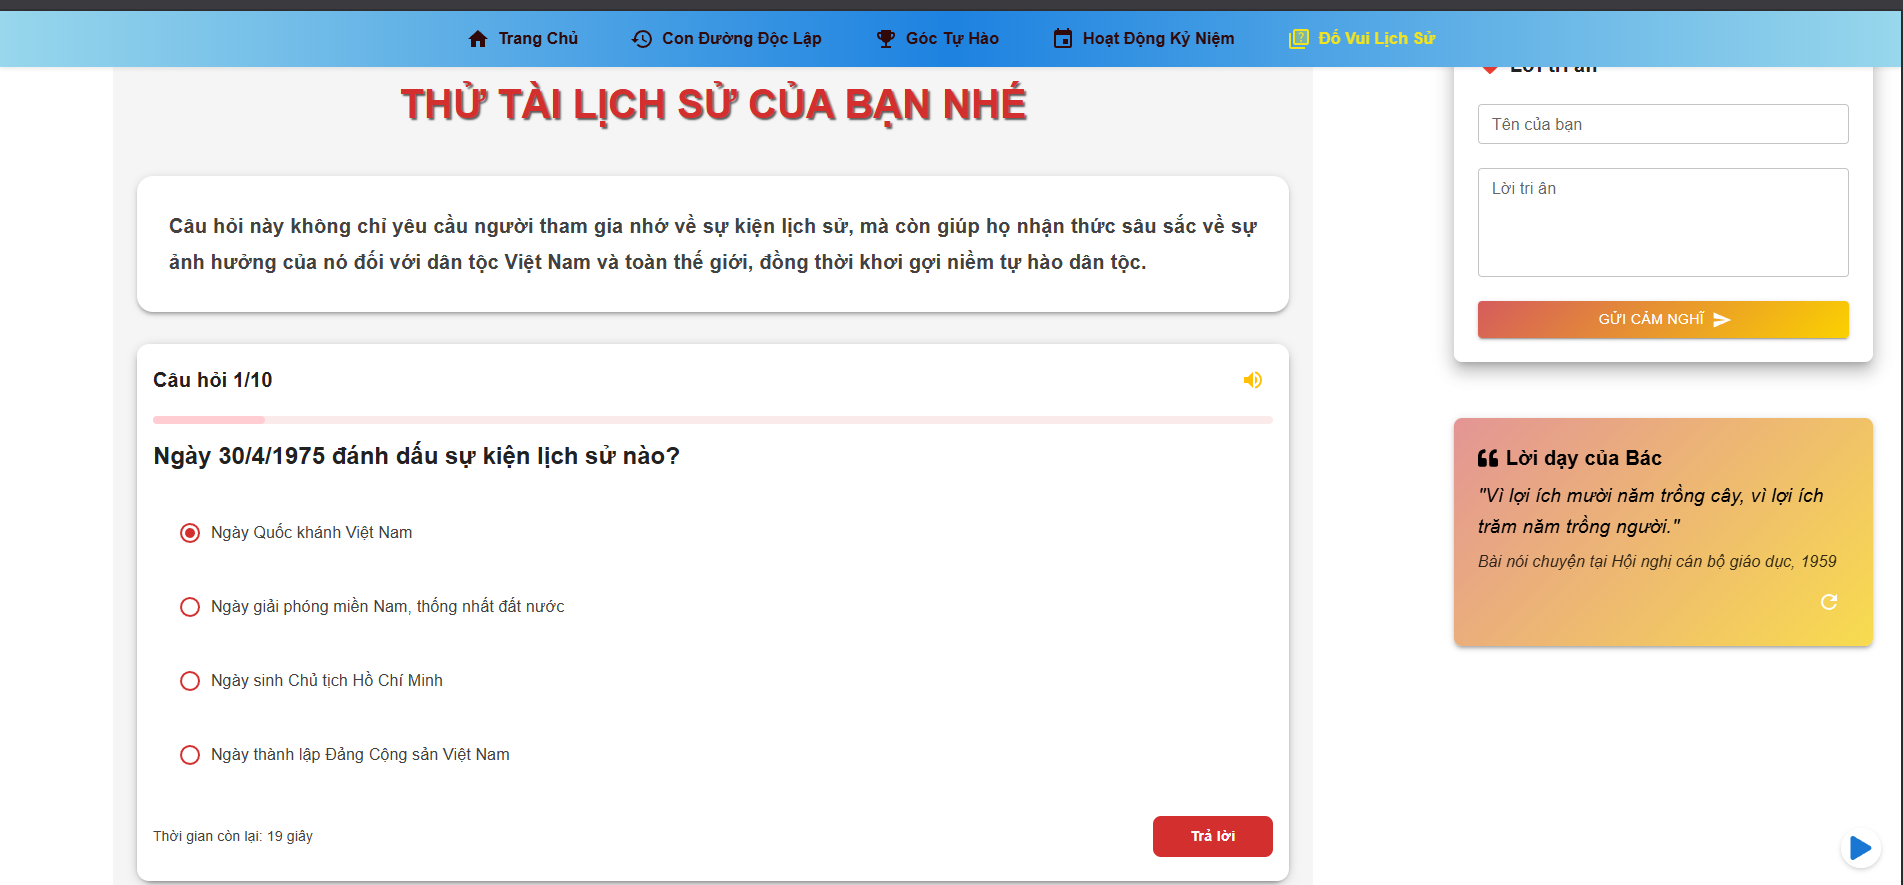 Trang Chủ
Con Đường Độc Lập
Góc Tự Hào
Hoạt Động Kỷ Niệm
Đố Vui Lịch Sử
THỬ TÀI LỊCH SỬ CỦA BẠN NHÉ
Câu hỏi này không chỉ yêu cầu người tham gia nhớ về sự kiện lịch sử, mà còn giúp họ nhận thức sâu sắc về sự
ảnh hưởng của nó đối với dân tộc Việt Nam và toàn thế giới, đồng thời khơi gợi niềm tự hào dân tộc.
Câu hỏi 1/10
Ngày 30/4/1975 đánh dấu sự kiện lịch sử nào?
Ngày Quốc khánh Việt Nam
Ngày giải phóng miền Nam, thống nhất đất nước
Ngày sinh Chủ tịch Hồ Chí Minh
Ngày thành lập Đảng Cộng sản Việt Nam
Thời gian còn lại: 19 giây
Trả lời
Lời tri ân
Tên của bạn
Lời tri ân
GỬI CẢM NGHĨ
Lời dạy của Bác
"Vì lợi ích mười năm trồng cây, vì lợi ích
trăm năm trồng người."
Bài nói chuyện tại Hội nghị cán bộ giáo dục, 1959